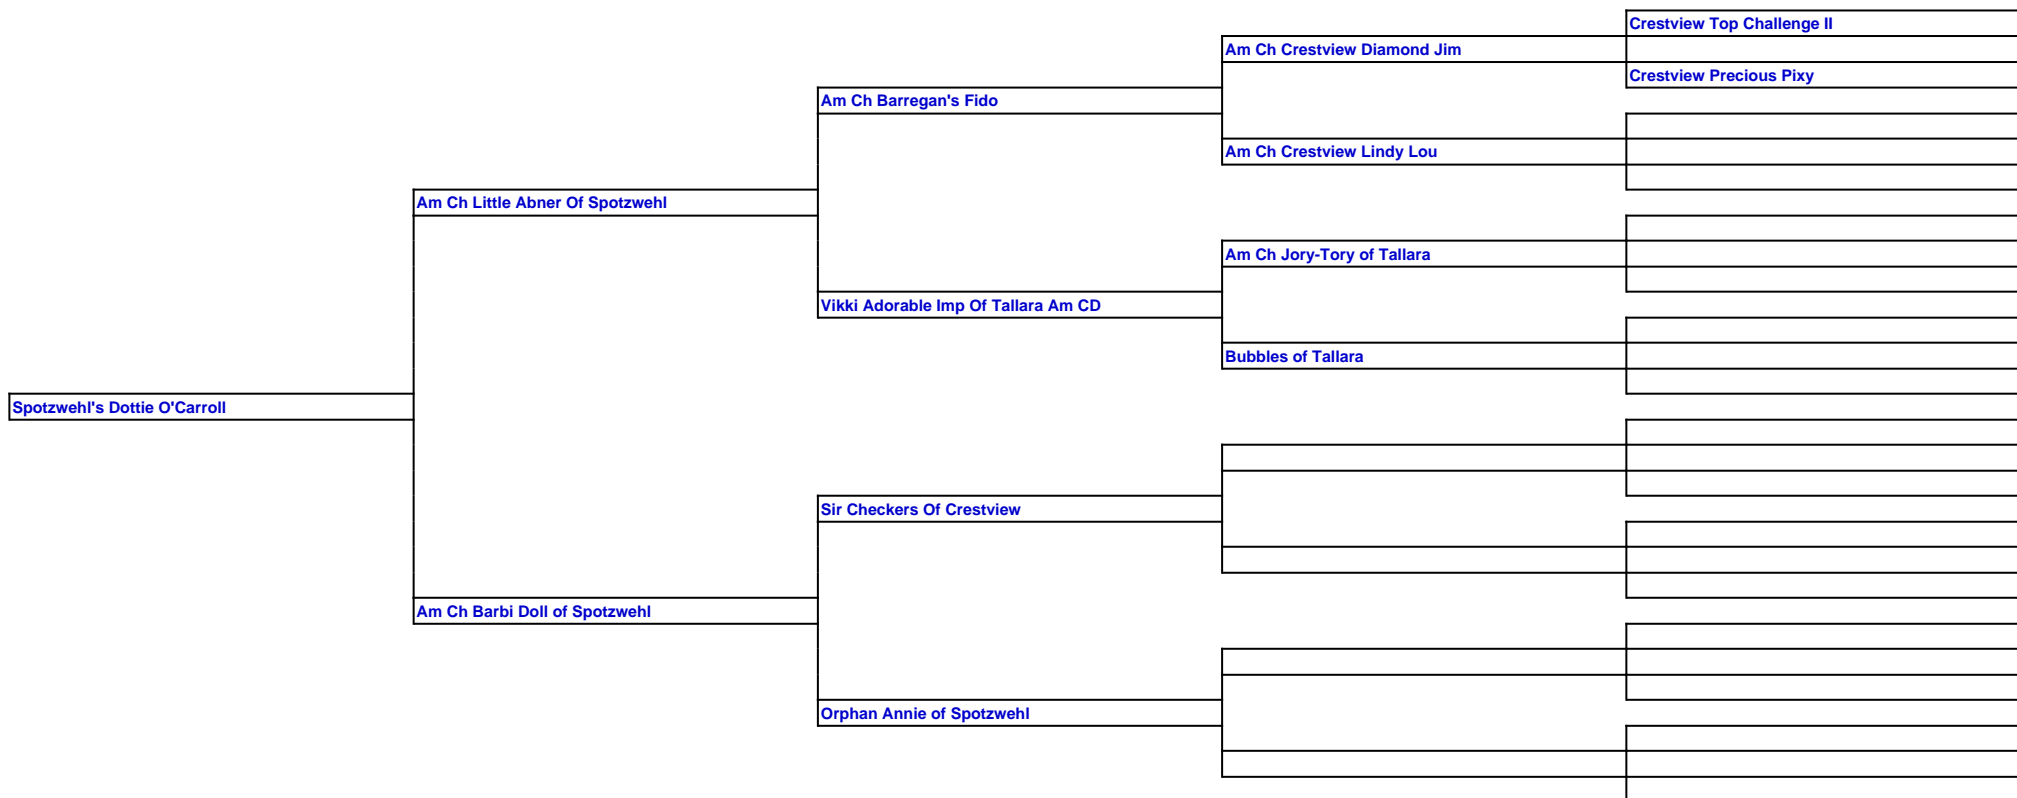 Crestview Top Challenge II
Am Ch Crestview Diamond Jim
Crestview Precious Pixy
Am Ch Barregan's Fido
Am Ch Crestview Lindy Lou
Am Ch Little Abner Of Spotzwehl
Am Ch Jory-Tory of Tallara
Vikki Adorable Imp Of Tallara Am CD
Bubbles of Tallara
Spotzwehl's Dottie O'Carroll
Sir Checkers Of Crestview
Am Ch Barbi Doll of Spotzwehl
Orphan Annie of Spotzwehl